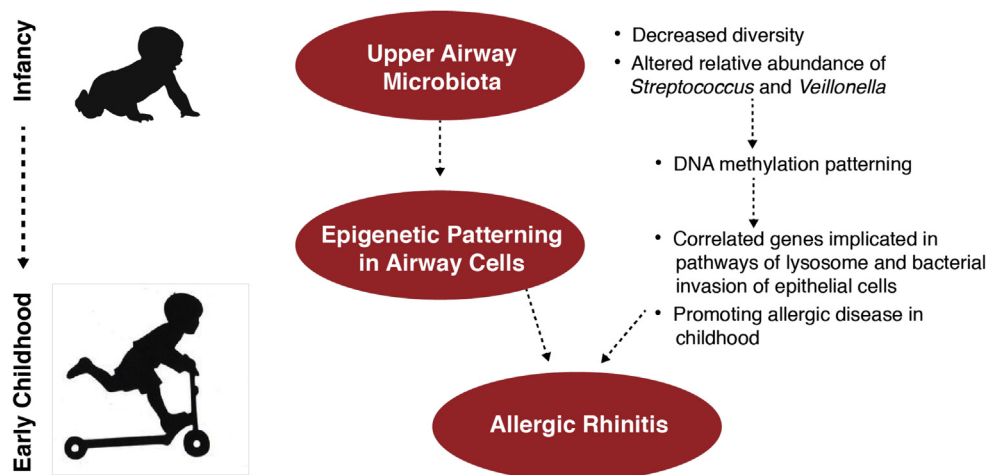 Infancy
Early Childhood
Upper Airway
Microbiota
• Decreased diversity
• Altered relative abundance of
Streptococcus and Veillonella
• DNA methylation patterning
Epigenetic Patterning
in Airway Cells
• Correlated genes implicated in
pathways of lysosome and bacterial
invasion of epithelial cells
• Promoting allergic disease in
childhood
Allergic Rhinitis